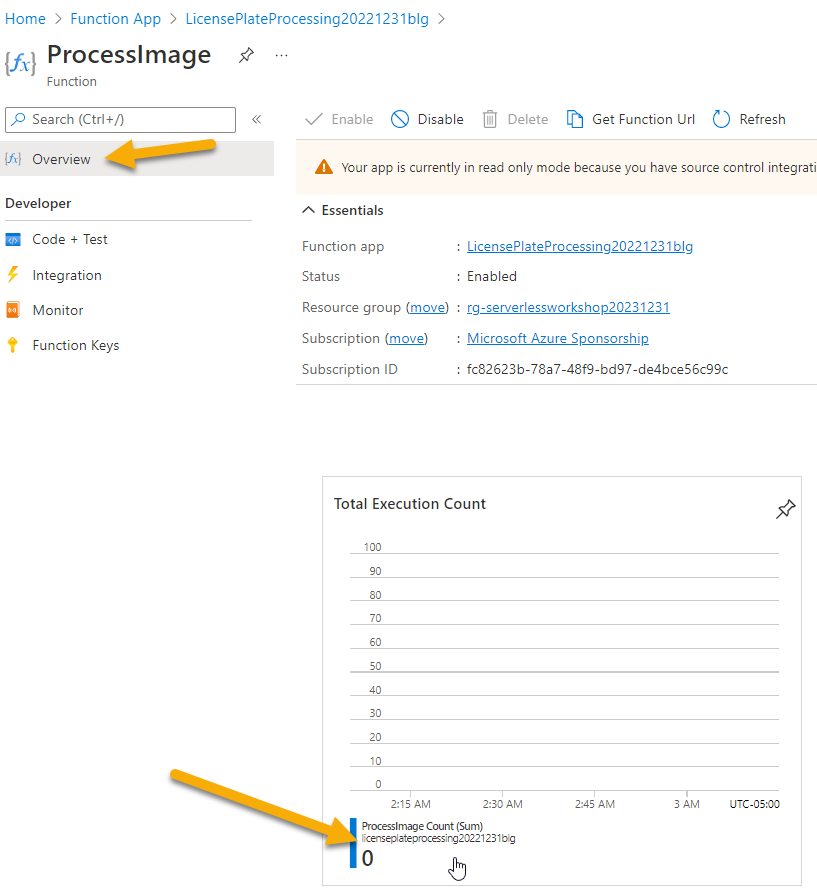 Home > Function App > LicensePlateProcessing20221231blg >
{fx} ProcessImage ...
Function
Search (Ctrl+/) «
Enable Disable Delete Get Function Url Refresh
{fx} Overview
Your app is currently in read only mode because you have source control integrati
Developer
Code + Test
Integration
Monitor
Function Keys
Essentials
Function app : LicensePlateProcessing20221231blg
Status : Enabled
Resource group (move) : rg-serverlessworkshop20231231
Subscription (move) : Microsoft Azure Sponsorship
Subscription ID : fc82623b-78a7-48f9-bd97-de4bce56c99c
Total Execution Count
100
90
80
70
60
50
40
30
20
10
0
2:15 AM 2:30 AM 2:45 AM 3 AM UTC-05:00
ProcessImage Count (Sum)
licenseplateprocessing20221231blg
0